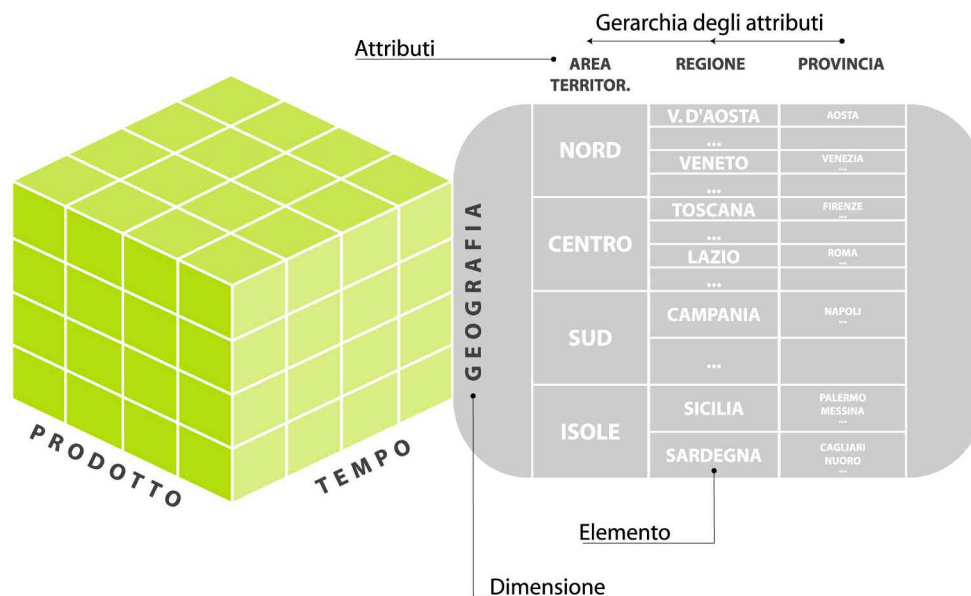 Gerarchia degli attributi
Attributi
AREA
TERRITOR.
REGIONE
PROVINCIA
NORD
V. D'AOSTA
AOSTA
...
VENETO
VENEZIA
...
...
CENTRO
TOSCANA
FIRENZE
...
...
LAZIO
ROMA
...
...
SUD
CAMPANIA
NAPOLI
...
...
ISOLE
SICILIA
PALERMO
MESSINA
...
SARDEGNA
CAGLIARI
NUORO
...
GEOGRAFIA
PRODOTTO
TEMPO
Elemento
Dimensione